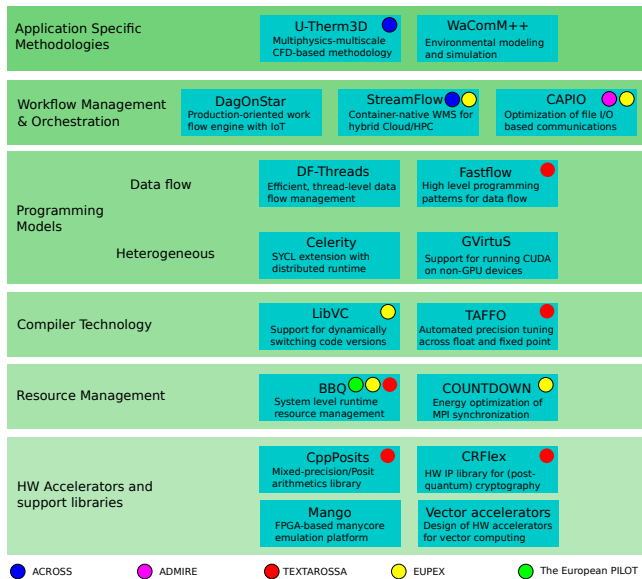 Application Specific
Methodologies
U-Therm3D
Multiphysics-multiscale
CFD-based methodology
WaComM++
Environmental modeling
and simulation
Workflow Management
& Orchestration
DagOnStar
Production-oriented work
flow engine with IoT
StreamFlow
Container-native WMS for
hybrid Cloud/HPC
CAPIO
Optimization of file I/O
based communications
Programming
Models
Data flow
DF-Threads
Efficient, thread-level data
flow management
Fastflow
High level programming
patterns for data flow
Heterogeneous
Celerity
SYCL extension with
distributed runtime
GVirtuS
Support for running CUDA
on non-GPU devices
Compiler Technology
LibVC
Support for dynamically
switching code versions
TAFFO
Automated precision tuning
across float and fixed point
Resource Management
BBQ
System level runtime
resource management
COUNTDOWN
Energy optimization of
MPI synchronization
HW Accelerators and
support libraries
CppPosits
Mixed-precision/Posit
arithmetics library
CRFlex
HW IP library for (post-
quantum) cryptography
Mango
FPGA-based manycore
emulation platform
Vector accelerators
Design of HW accelerators
for vector computing
ACROSS
ADMIRE
TEXTAROSSA
EUPEX
The European PILOT